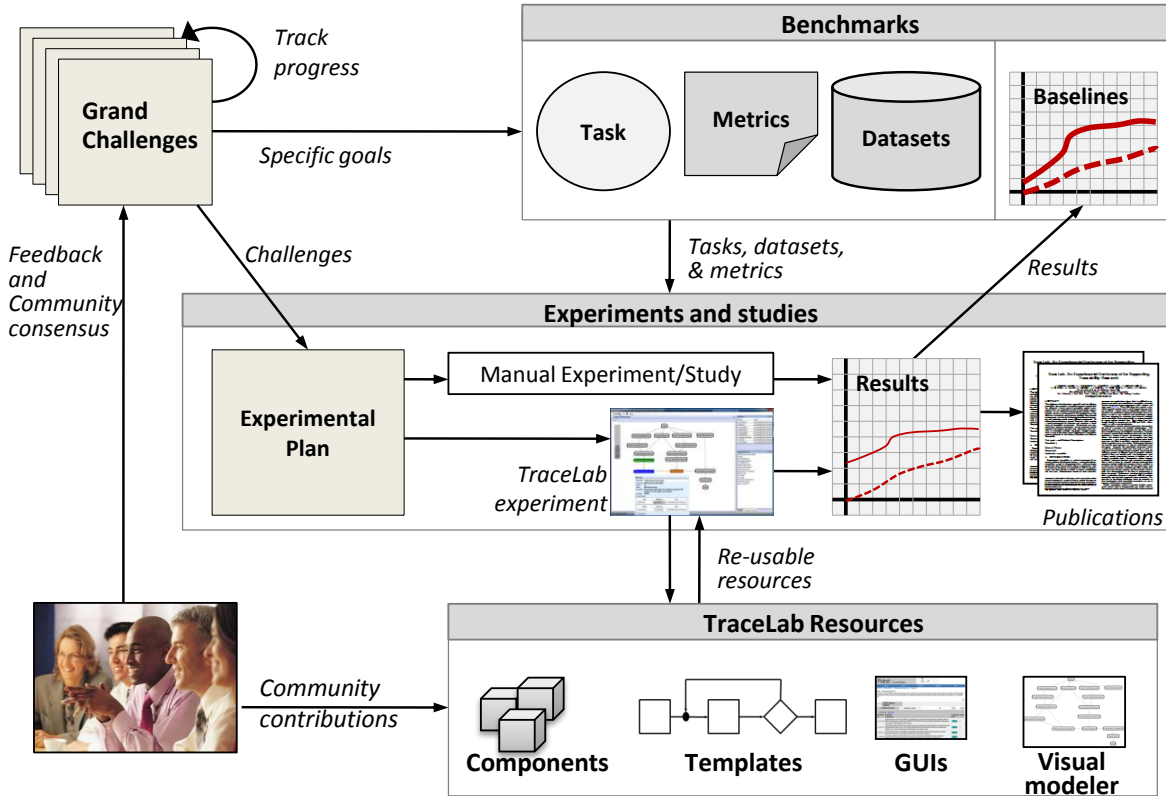 Benchmarks
Track
progress
Grand
Challenges
Task
Metrics
Datasets
Baselines
Specific goals
Feedback
and
Community
consensus
Challenges
Tasks, datasets,
& metrics
Results
Experiments and studies
Experimental
Plan
Manual Experiment/Study
Results
TraceLab
experiment
Publications
Re-usable
resources
TraceLab Resources
Community
contributions
Components
Templates
GUIs
Visual
modeler